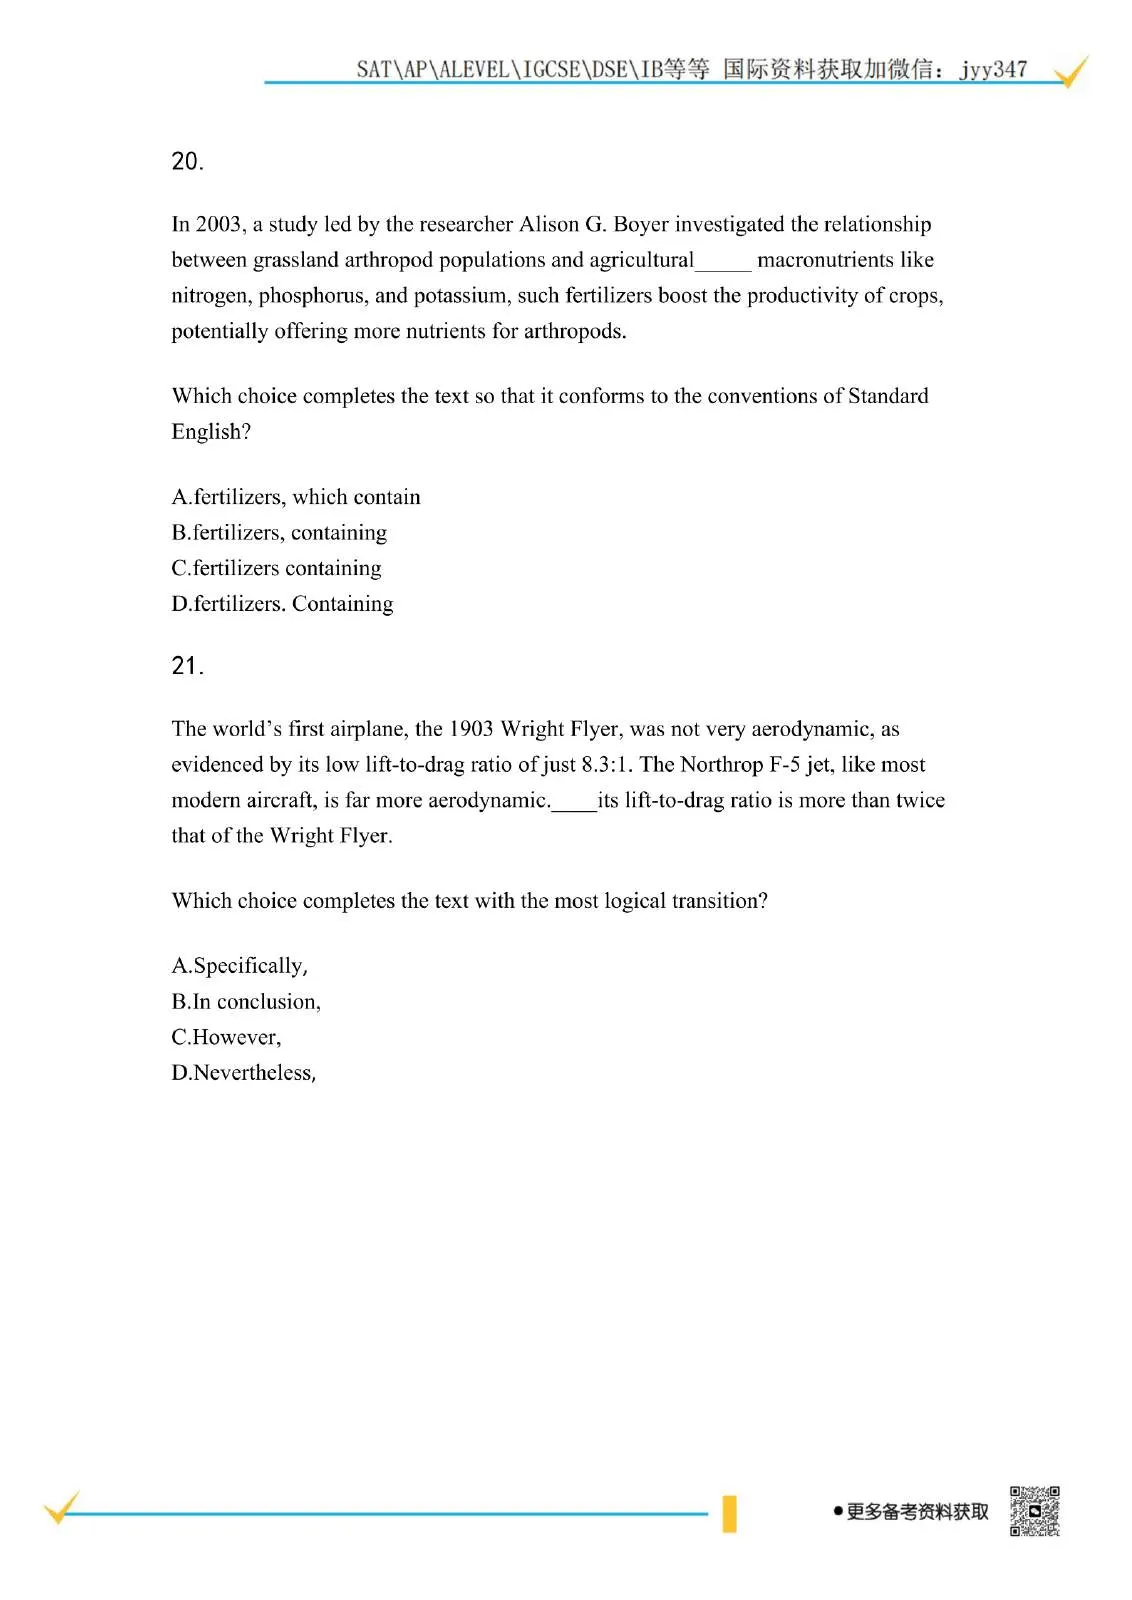 SAT\AP\ALEVEL\IGCSE\DSE\IB等等 国际资料获取加微信：jyy347
20.
In 2003, a study led by the researcher Alison G. Boyer investigated the relationship
between grassland arthropod populations and agricultural_____ macronutrients like
nitrogen, phosphorus, and potassium, such fertilizers boost the productivity of crops,
potentially offering more nutrients for arthropods.
Which choice completes the text so that it conforms to the conventions of Standard
English?
A.fertilizers, which contain
B.fertilizers, containing
C.fertilizers containing
D.fertilizers. Containing
21.
The world’s first airplane, the 1903 Wright Flyer, was not very aerodynamic, as
evidenced by its low lift-to-drag ratio of just 8.3:1. The Northrop F-5 jet, like most
modern aircraft, is far more aerodynamic.____its lift-to-drag ratio is more than twice
that of the Wright Flyer.
Which choice completes the text with the most logical transition?
A.Specifically,
B.In conclusion,
C.However,
D.Nevertheless,
●更多备考资料获取